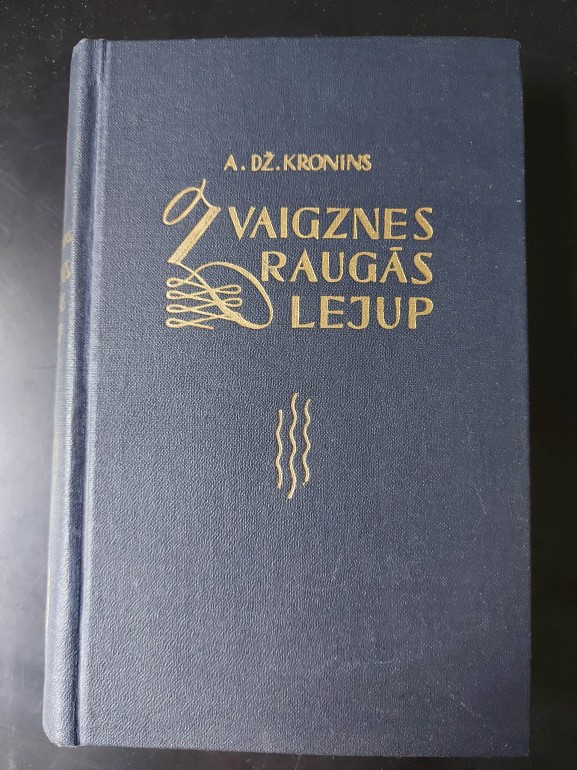 A. DŽ. KRONINS
ZVAIGZNES
RAUGĀS
LEJUP